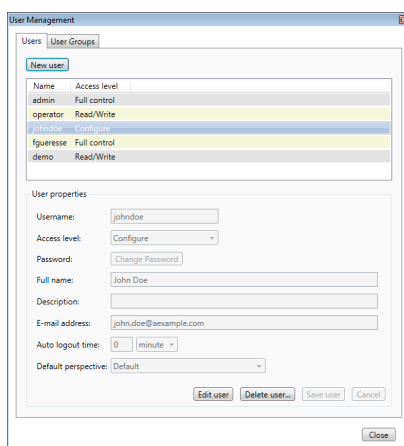 User Management
Users User Groups
New user
Name Access level
admin Full control
operator Read/Write
johndoe Configure
fgueresse Full control
demo Read/Write
User properties
Username: johndoe
Access level: Configure
Password: Change Password
Full name: John Doe
Description:
E-mail address: john.doe@aexample.com
Auto logout time: 0 minute
Default perspective: Default
Edit user Delete user... Save user Cancel
Close